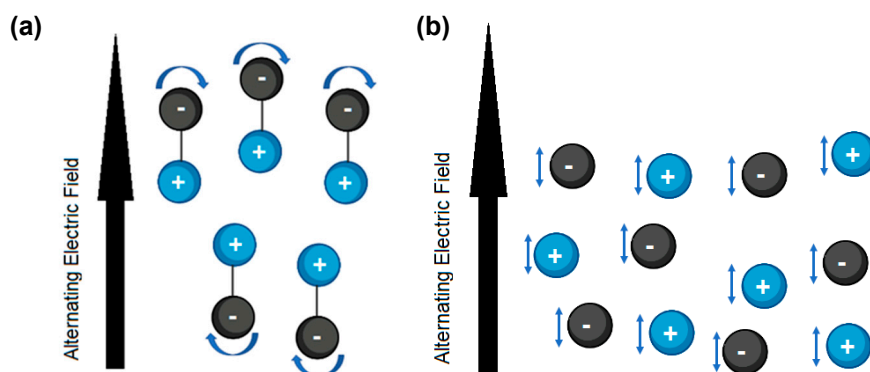 (a)
Alternating Electric Field
- - -
+ + +
+ +
- -
(b)
Alternating Electric Field
- + - +
+ - + -
- + - +